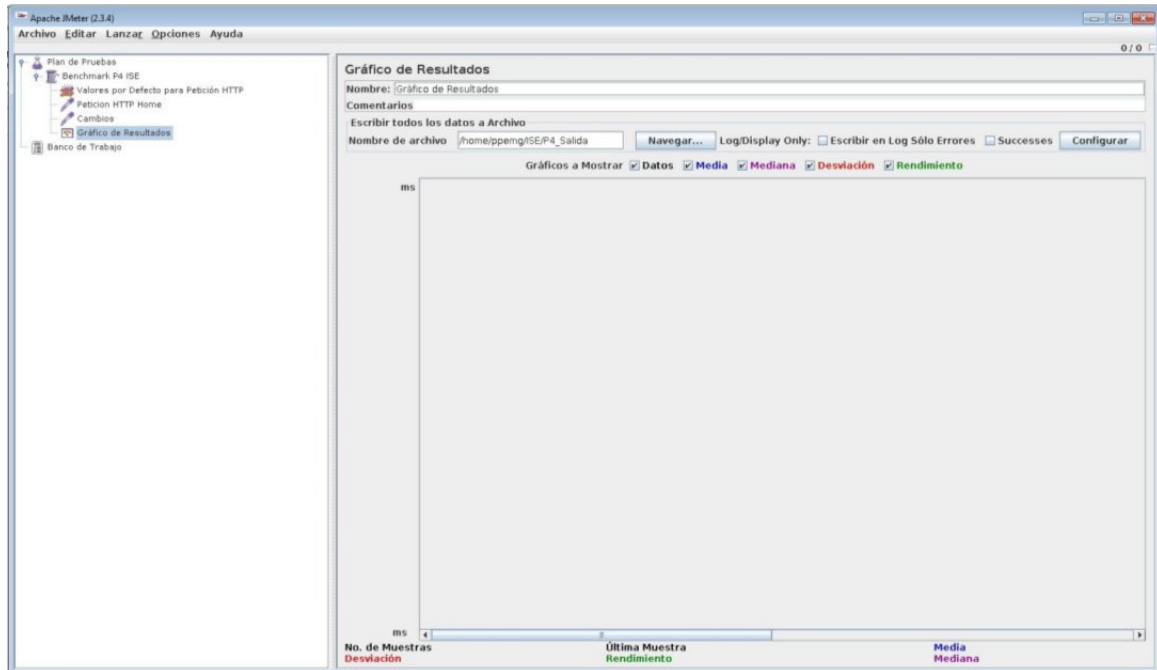 Apache JMeter (2.3.4)
Archivo Editar Lanzar Opciones Ayuda
0 / 0
Plan de Pruebas
Benchmark P4 ISE
Valores por Defecto para Petición HTTP
Peticion HTTP Home
Cambios
Gráfico de Resultados
Banco de Trabajo
Gráfico de Resultados
Nombre: Gráfico de Resultados
Comentarios
Escribir todos los datos a Archivo
Nombre de archivo /home/ppemg/ISE/P4_Salida Navegar... Log/Display Only: Escribir en Log Sólo Errores Successes Configurar
Gráficos a Mostrar Datos Media Mediana Desviación Rendimiento
ms
ms
No. de Muestras Última Muestra Media
Desviación Rendimiento Mediana